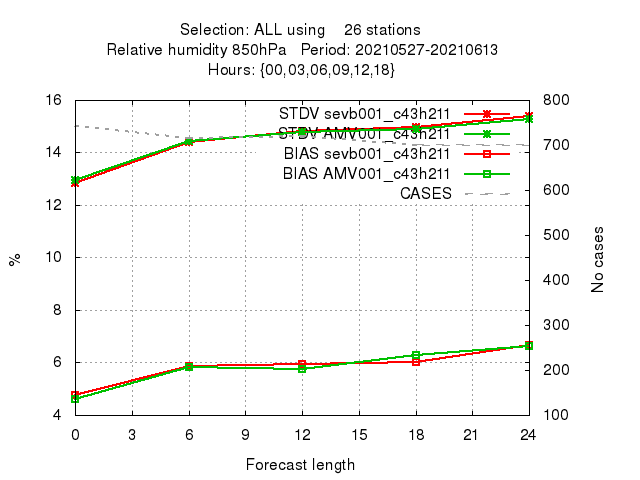 Selection: ALL using 26 stations
Relative humidity 850hPa Period: 20210527-20210613
Hours: {00,03,06,09,12,18}
STDV sevb001_c43h211
STDV AMV001_c43h211
BIAS sevb001_c43h211
BIAS AMV001_c43h211
CASES
16
14
12
10
8
6
4
%
800
700
600
500
400
300
200
100
No cases
0 3 6 9 12 15 18 21 24
Forecast length